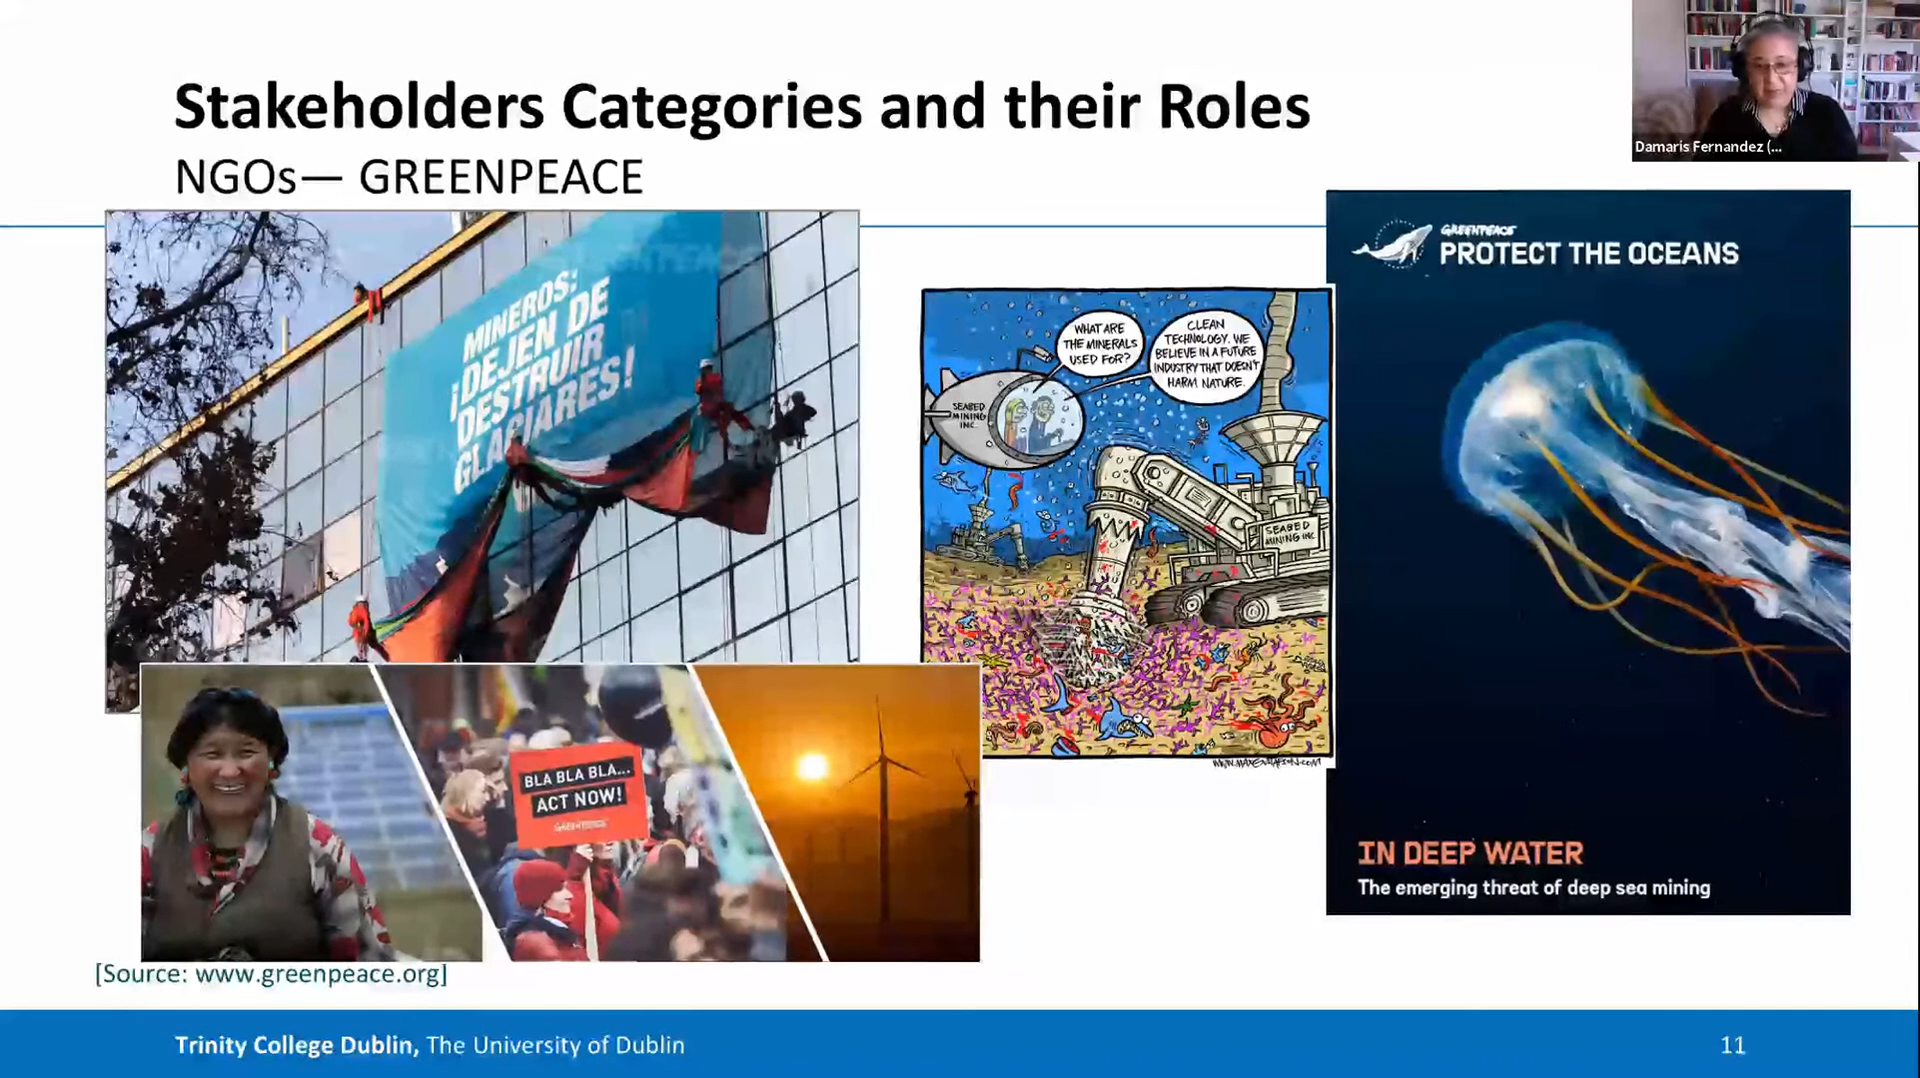 Stakeholders Categories and their Roles
NGOs— GREENPEACE
Damaris Fernandez (...
MINEROS:
¡DEJEN DE
DESTRUIR
GLACIARES!
WHAT ARE
THE MINERALS
USED FOR?
CLEAN
TECHNOLOGY. WE
BELIEVE IN A FUTURE
INDUSTRY THAT DOESN'T
HARM NATURE.
SEABED
MINING
INC.
SEABED
MINING INC
GREENPEACE
PROTECT THE OCEANS
IN DEEP WATER
The emerging threat of deep sea mining
BLA BLA BLA...
ACT NOW!
GREENPEACE
[Source: www.greenpeace.org]
Trinity College Dublin, The University of Dublin
11